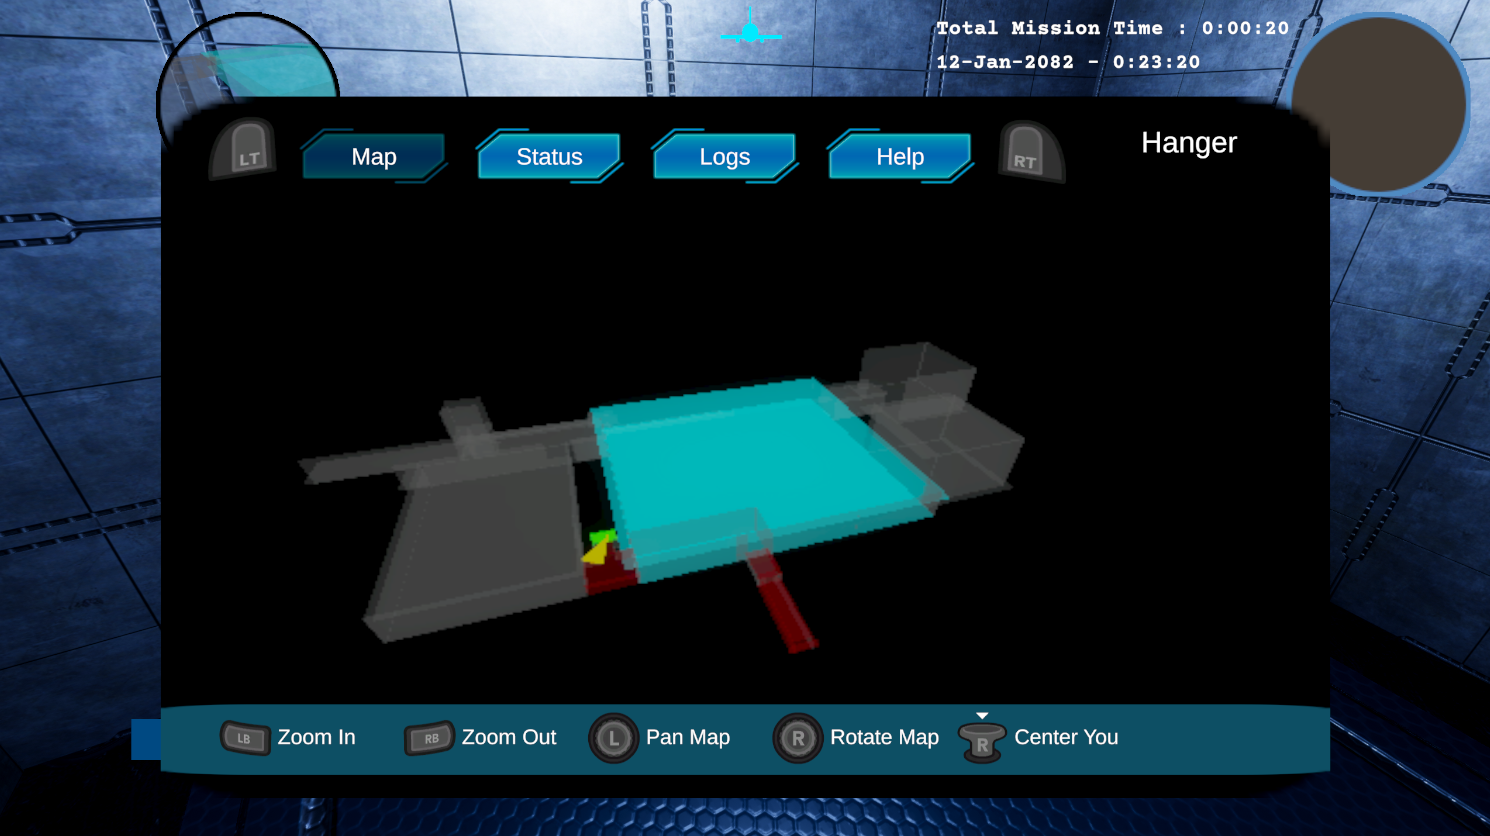 Total Mission Time : 0:00:20
12-Jan-2082 - 0:23:20
LT
Map
Status
Logs
Help
RT
Hanger
LB
Zoom In
RB
Zoom Out
L
Pan Map
R
Rotate Map
R
Center You